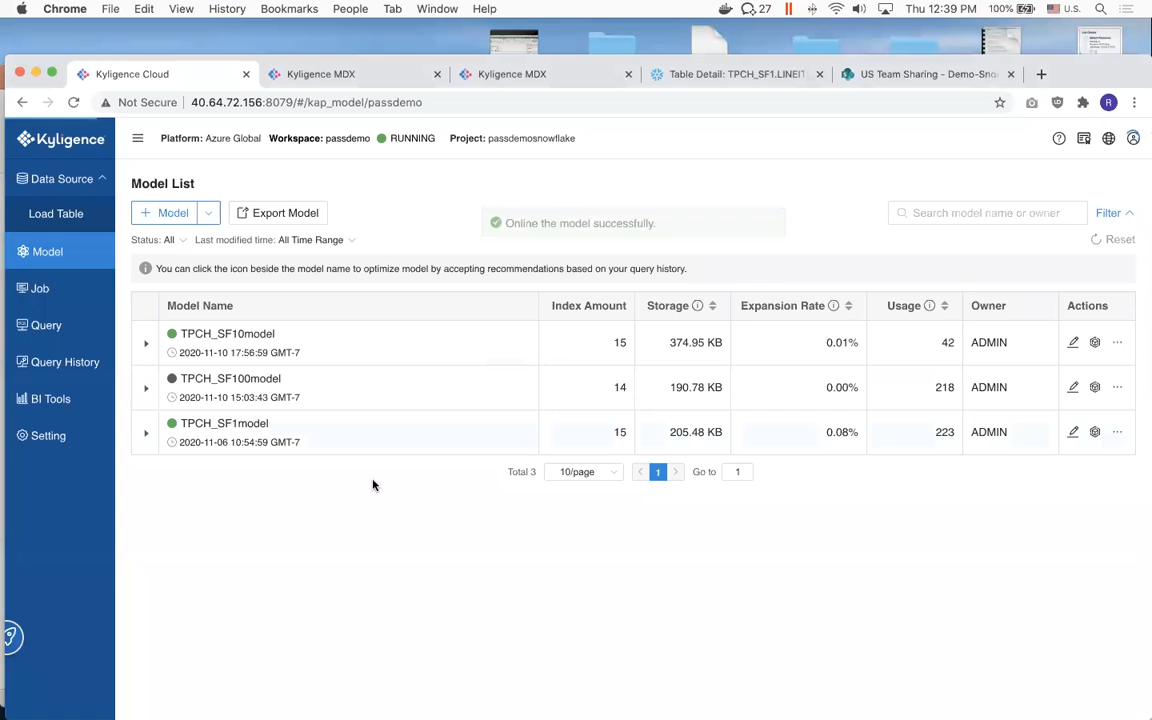 Chrome File Edit View History Bookmarks People Tab Window Help 27 100% U.S. Thu 12:39 PM
Kyligence Cloud Kyligence MDX Kyligence MDX Table Detail: TPCH_SF1.LINEIT US Team Sharing - Demo-Sno
Not Secure 40.64.72.156:8079/#/kap_model/passdemo R
Kyligence Platform: Azure Global Workspace: passdemo RUNNING Project: passdemosnowflake
Data Source
Load Table
Model
Job
Query
Query History
BI Tools
Setting
Model List
+ Model Export Model Online the model successfully. Search model name or owner Filter
Status: All Last modified time: All Time Range Reset
You can click the icon beside the model name to optimize model by accepting recommendations based on your query history.
Model Name Index Amount Storage Expansion Rate Usage Owner Actions
TPCH_SF10model 15 374.95 KB 0.01% 42 ADMIN
2020-11-10 17:56:59 GMT-7
TPCH_SF100model 14 190.78 KB 0.00% 218 ADMIN
2020-11-10 15:03:43 GMT-7
TPCH_SF1model 15 205.48 KB 0.08% 223 ADMIN
2020-11-06 10:54:59 GMT-7
Total 3 10/page 1 Go to 1